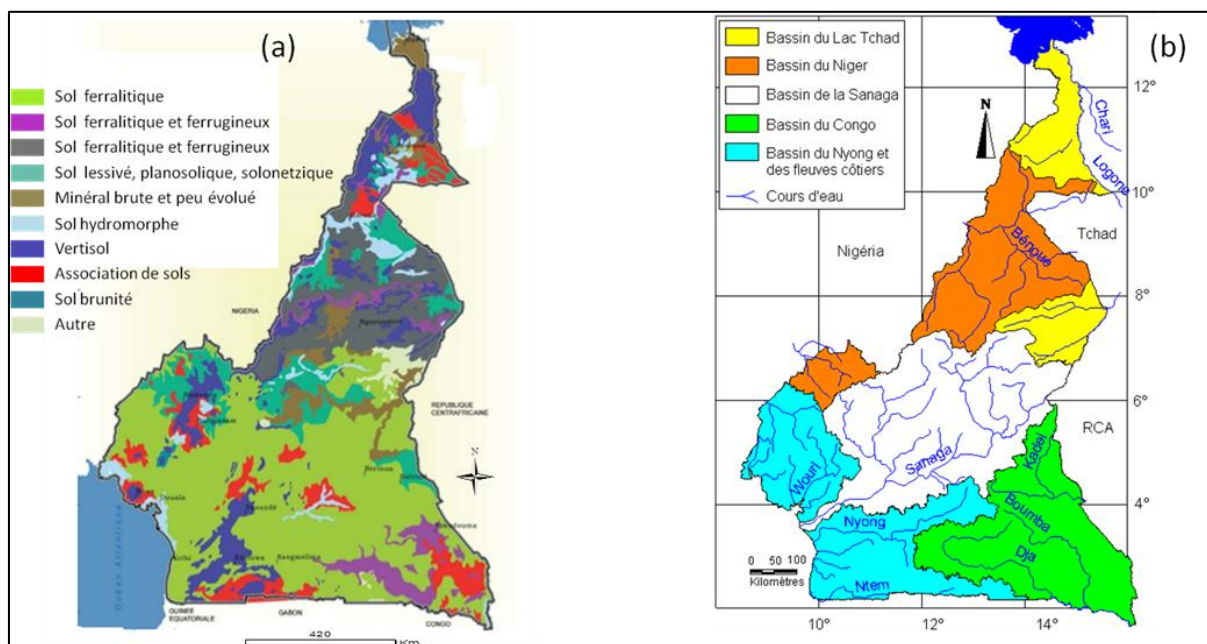 (a)
Sol ferralitique
Sol ferralitique et ferrugineux
Sol ferralitique et ferrugineux
Sol lessivé, planosolique, solonetzique
Minéral brute et peu évolué
Sol hydromorphe
Vertisol
Association de sols
Sol brunité
Autre
NIGERIA
REPUBLIQUE
CENTRAFRICAINE
N
Douala
Océan Atlantique
Kribi
Sangmelima
GUINEE
EQUATORIALE
GABON
CONGO
420
Km
(b)
Bassin du Lac Tchad
Bassin du Niger
Bassin de la Sanaga
Bassin du Congo
Bassin du Nyong et
des fleuves côtiers
Cours d'eau
N
12°
Chari
Logone
10°
Tchad
Nigéria
Bénoué
8°
6°
RCA
Kadei
Sanaga
Wouri
4°
Nyong
Boumba
Dja
Ntem
0 50 100
Kilomètres
10°
12°
14°